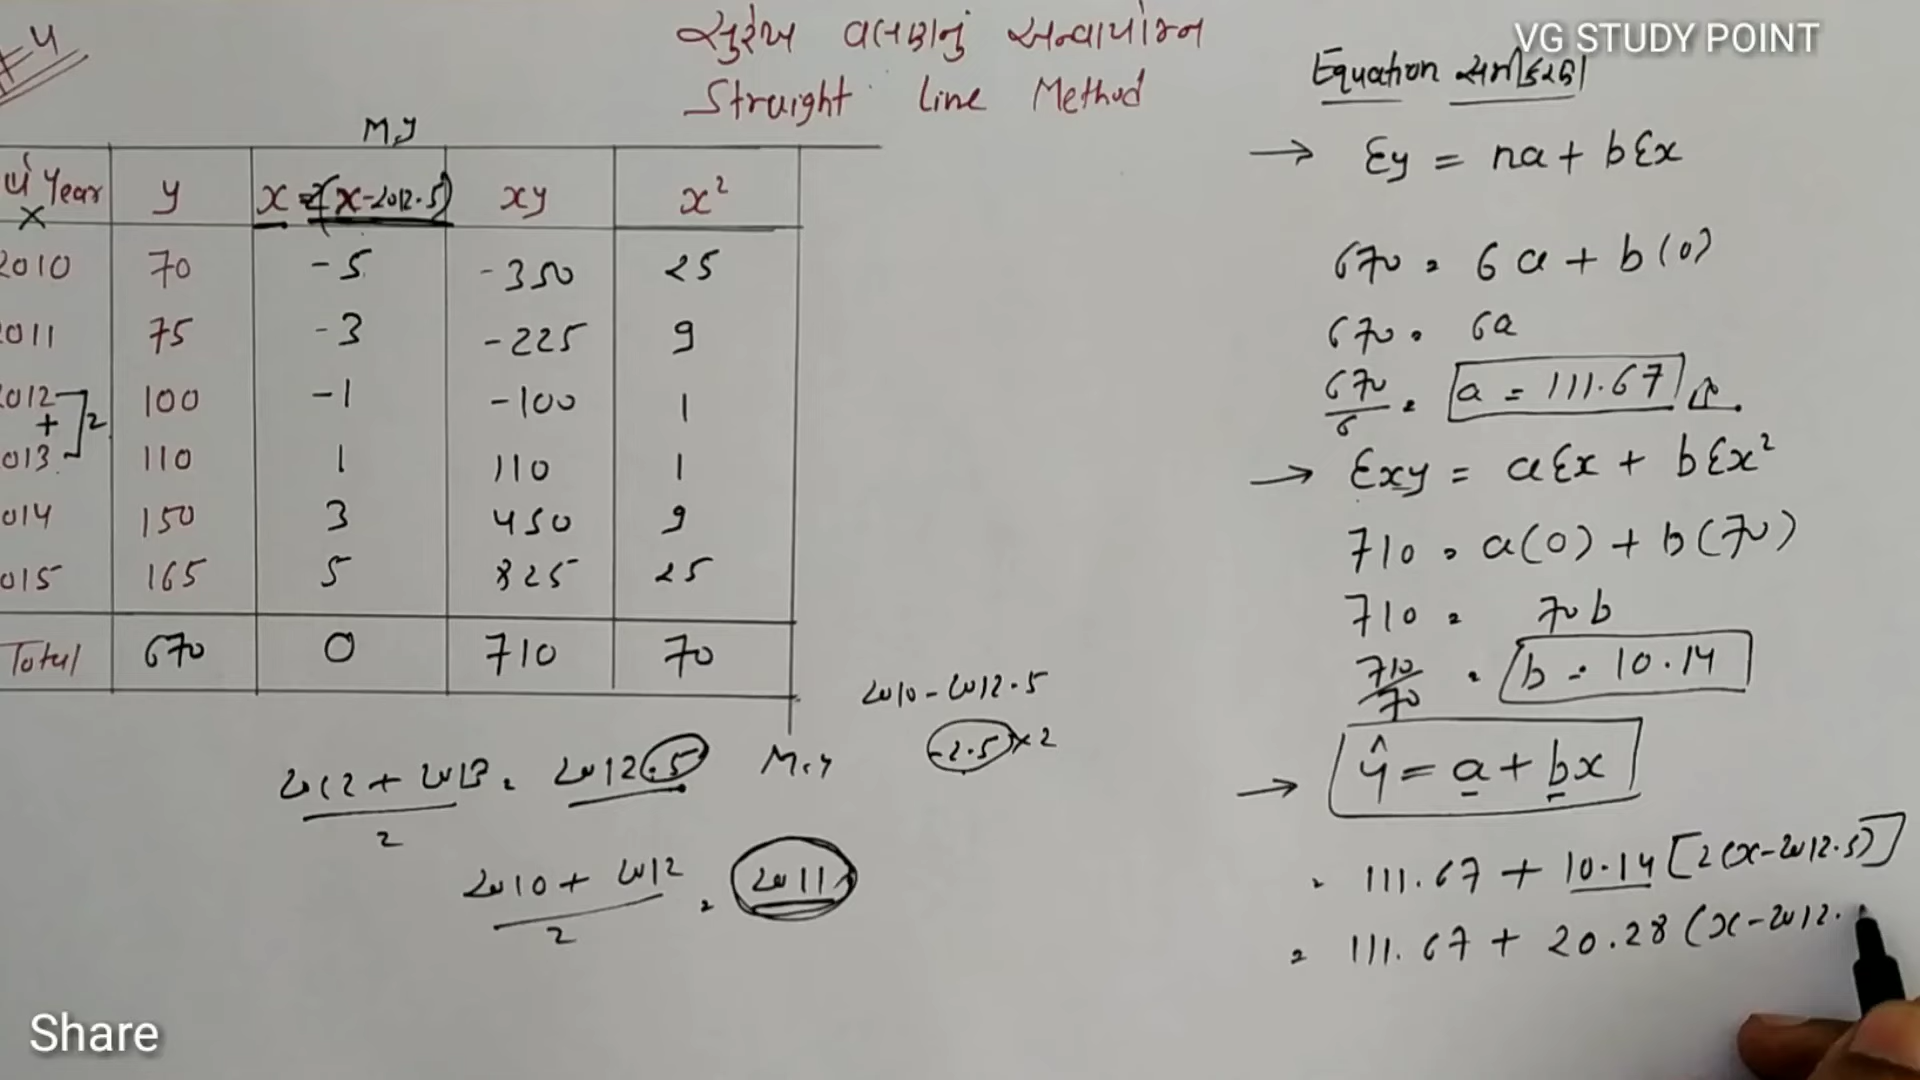 VG STUDY POINT
સુરેખ વલણનું અન્વાયોજન
Straight line Method
M.y
Year y x = 2(x-2012.5) xy x²
X
2010 70 -5 -350 25
2011 75 -3 -225 9
2012 100 -1 -100 1
+ ]2
013 110 1 110 1
014 150 3 450 9
015 165 5 825 25
Total 670 0 710 70
2010 - 2012.5
-2.5 × 2
2012 + 2013 = 2012.5 M.y
2
2010 + 2012 = 2011
2
Equation સમીકરણ
→ Σy = na + bΣx
670 = 6a + b(0)
670 = 6a
670/6 = a = 111.67
→ Σxy = aΣx + bΣx²
710 = a(0) + b(70)
710 = 70b
710/70 = b = 10.14
→ ŷ = a + bx
= 111.67 + 10.14 [2(x-2012.5)]
= 111.67 + 20.28 (x-2012.
Share